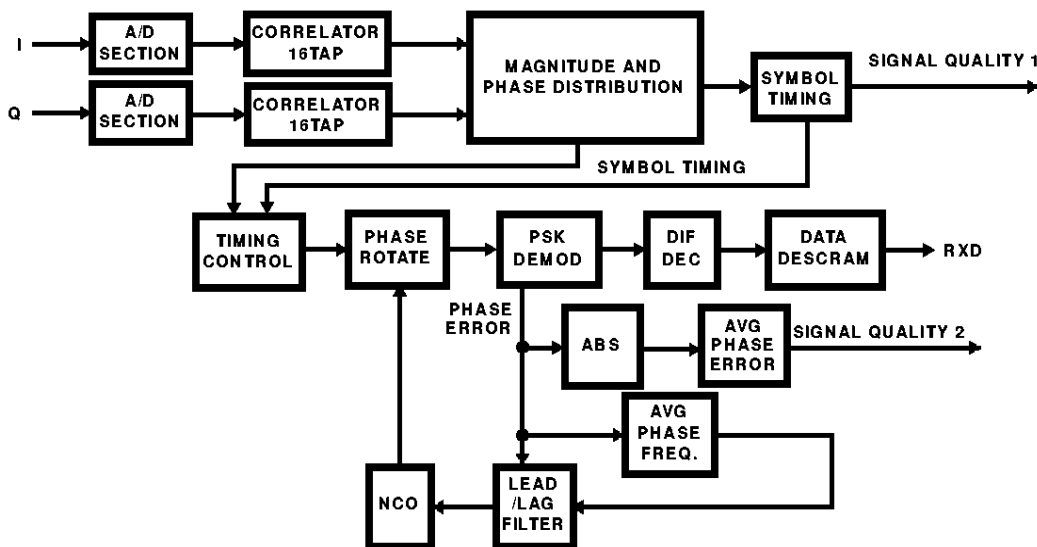 I
A/D
SECTION
CORRELATOR
16TAP
MAGNITUDE AND
PHASE DISTRIBUTION
SYMBOL
TIMING
SIGNAL QUALITY 1
Q
A/D
SECTION
CORRELATOR
16TAP
SYMBOL TIMING
TIMING
CONTROL
PHASE
ROTATE
PSK
DEMOD
DIF
DEC
DATA
DESCRAM
RXD
PHASE
ERROR
ABS
AVG
PHASE
ERROR
SIGNAL QUALITY 2
AVG
PHASE
FREQ.
NCO
LEAD
/LAG
FILTER